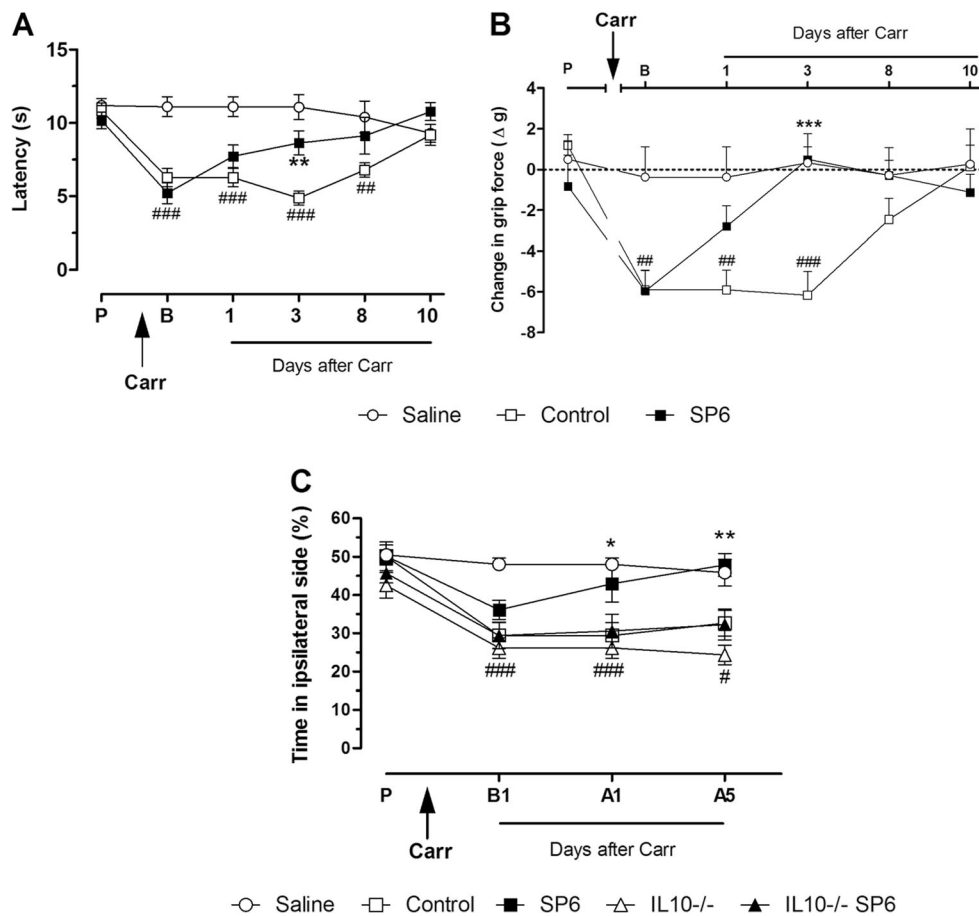 A
Latency (s)
15
10
5
0
###
###
**
###
##
P B 1 3 8 10
Carr
Days after Carr
B
Carr
Days after Carr
P B 1 3 8 10
Change in grip force (Δ g)
4
2
0
-2
-4
-6
-8
***
##
##
###
Saline Control SP6
C
Time in ipsilateral side (%)
60
50
40
30
20
10
0
*
**
###
###
#
P B1 A1 A5
Carr
Days after Carr
Saline Control SP6 IL10-/- IL10-/- SP6